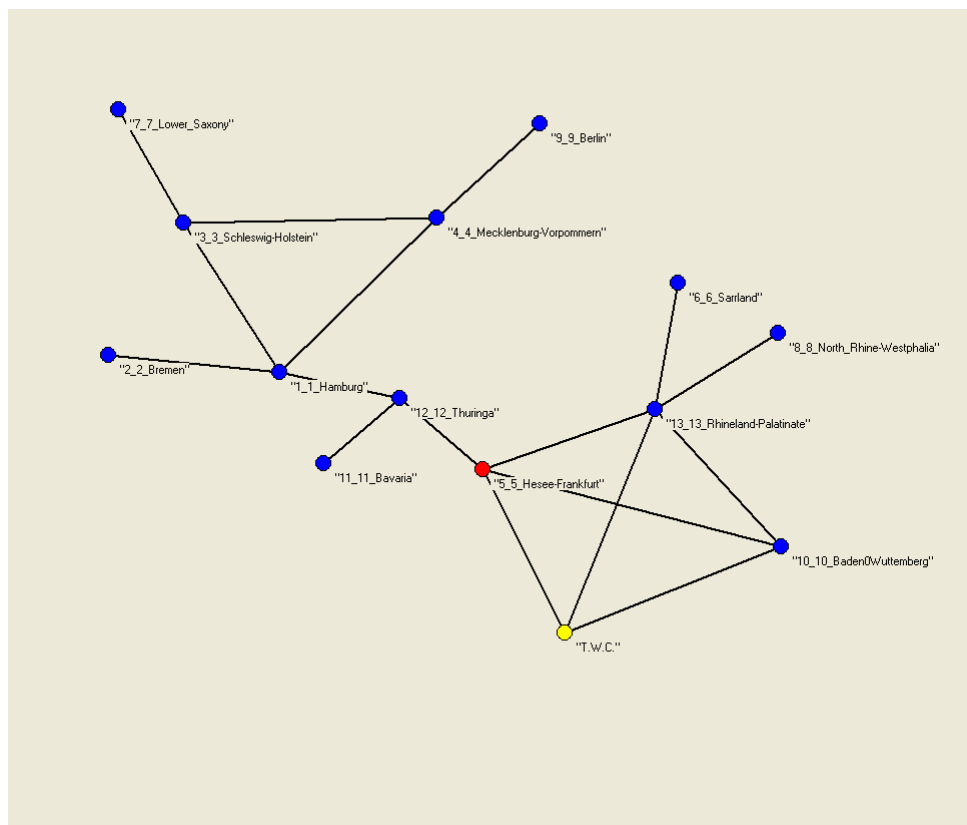 "7_7_Lower_Saxony"
"9_9_Berlin"
"3_3_Schleswig-Holstein"
"4_4_Mecklenburg-Vorpommern"
"6_6_Sarrland"
"8_8_North_Rhine-Westphalia"
"2_2_Bremen"
"1_1_Hamburg"
"12_12_Thuringa"
"13_13_Rhineland-Palatinate"
"11_11_Bavaria"
"5_5_Hesee-Frankfurt"
"10_10_Baden0Wuttemberg"
"T.W.C."